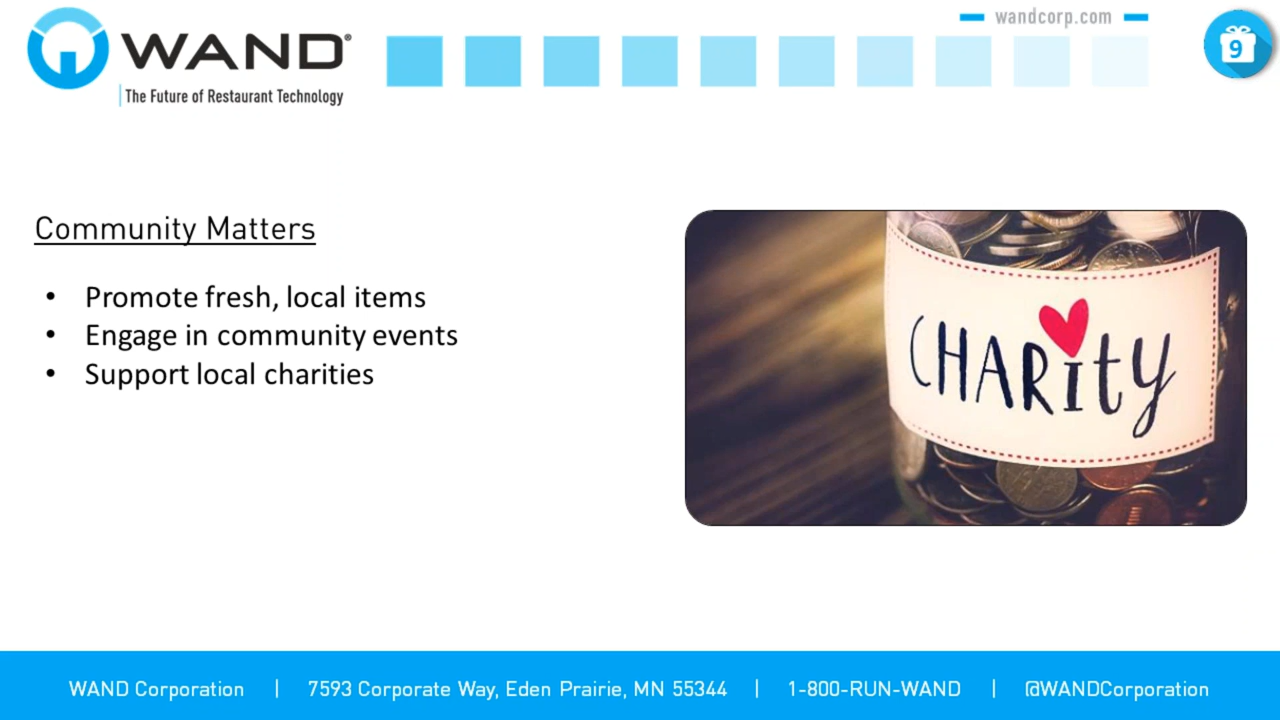 WAND®
The Future of Restaurant Technology
wandcorp.com
9
Community Matters
• Promote fresh, local items
• Engage in community events
• Support local charities
CHARITY
WAND Corporation | 7593 Corporate Way, Eden Prairie, MN 55344 | 1-800-RUN-WAND | @WANDCorporation